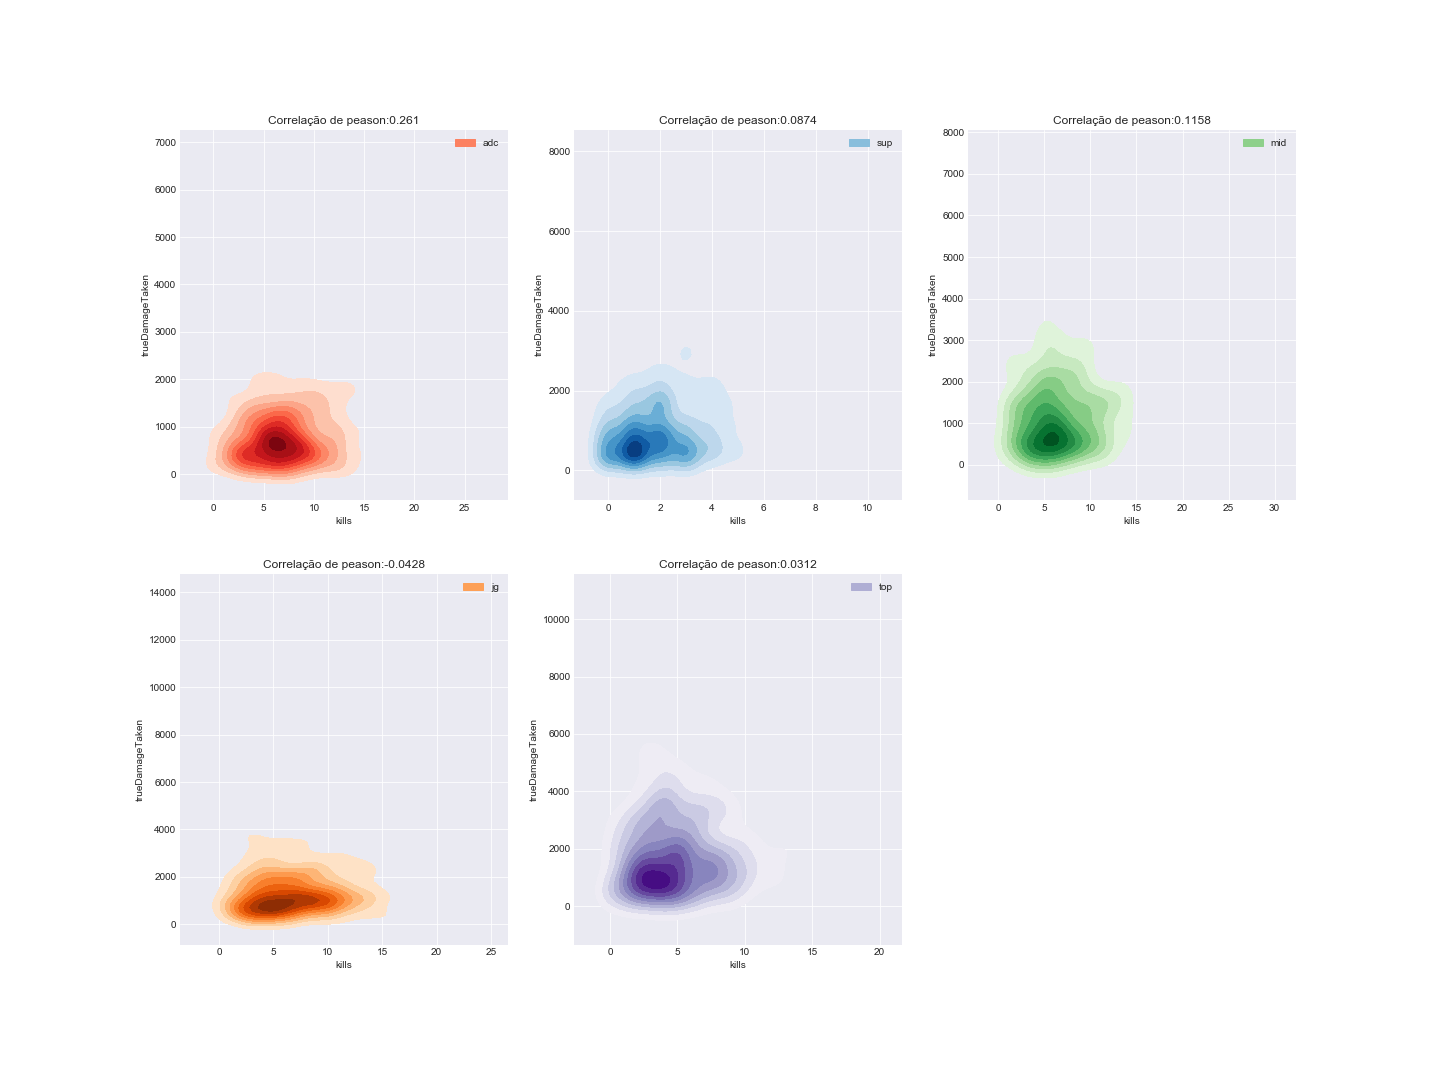 Correlação de peason:0.261
adc
7000
6000
5000
4000
3000
2000
1000
0
trueDamageTaken
0 5 10 15 20 25
kills
Correlação de peason:0.0874
sup
8000
6000
4000
2000
0
trueDamageTaken
0 2 4 6 8 10
kills
Correlação de peason:0.1158
mid
8000
7000
6000
5000
4000
3000
2000
1000
0
trueDamageTaken
0 5 10 15 20 25 30
kills
Correlação de peason:-0.0428
jg
14000
12000
10000
8000
6000
4000
2000
0
trueDamageTaken
0 5 10 15 20 25
kills
Correlação de peason:0.0312
top
10000
8000
6000
4000
2000
0
trueDamageTaken
0 5 10 15 20
kills